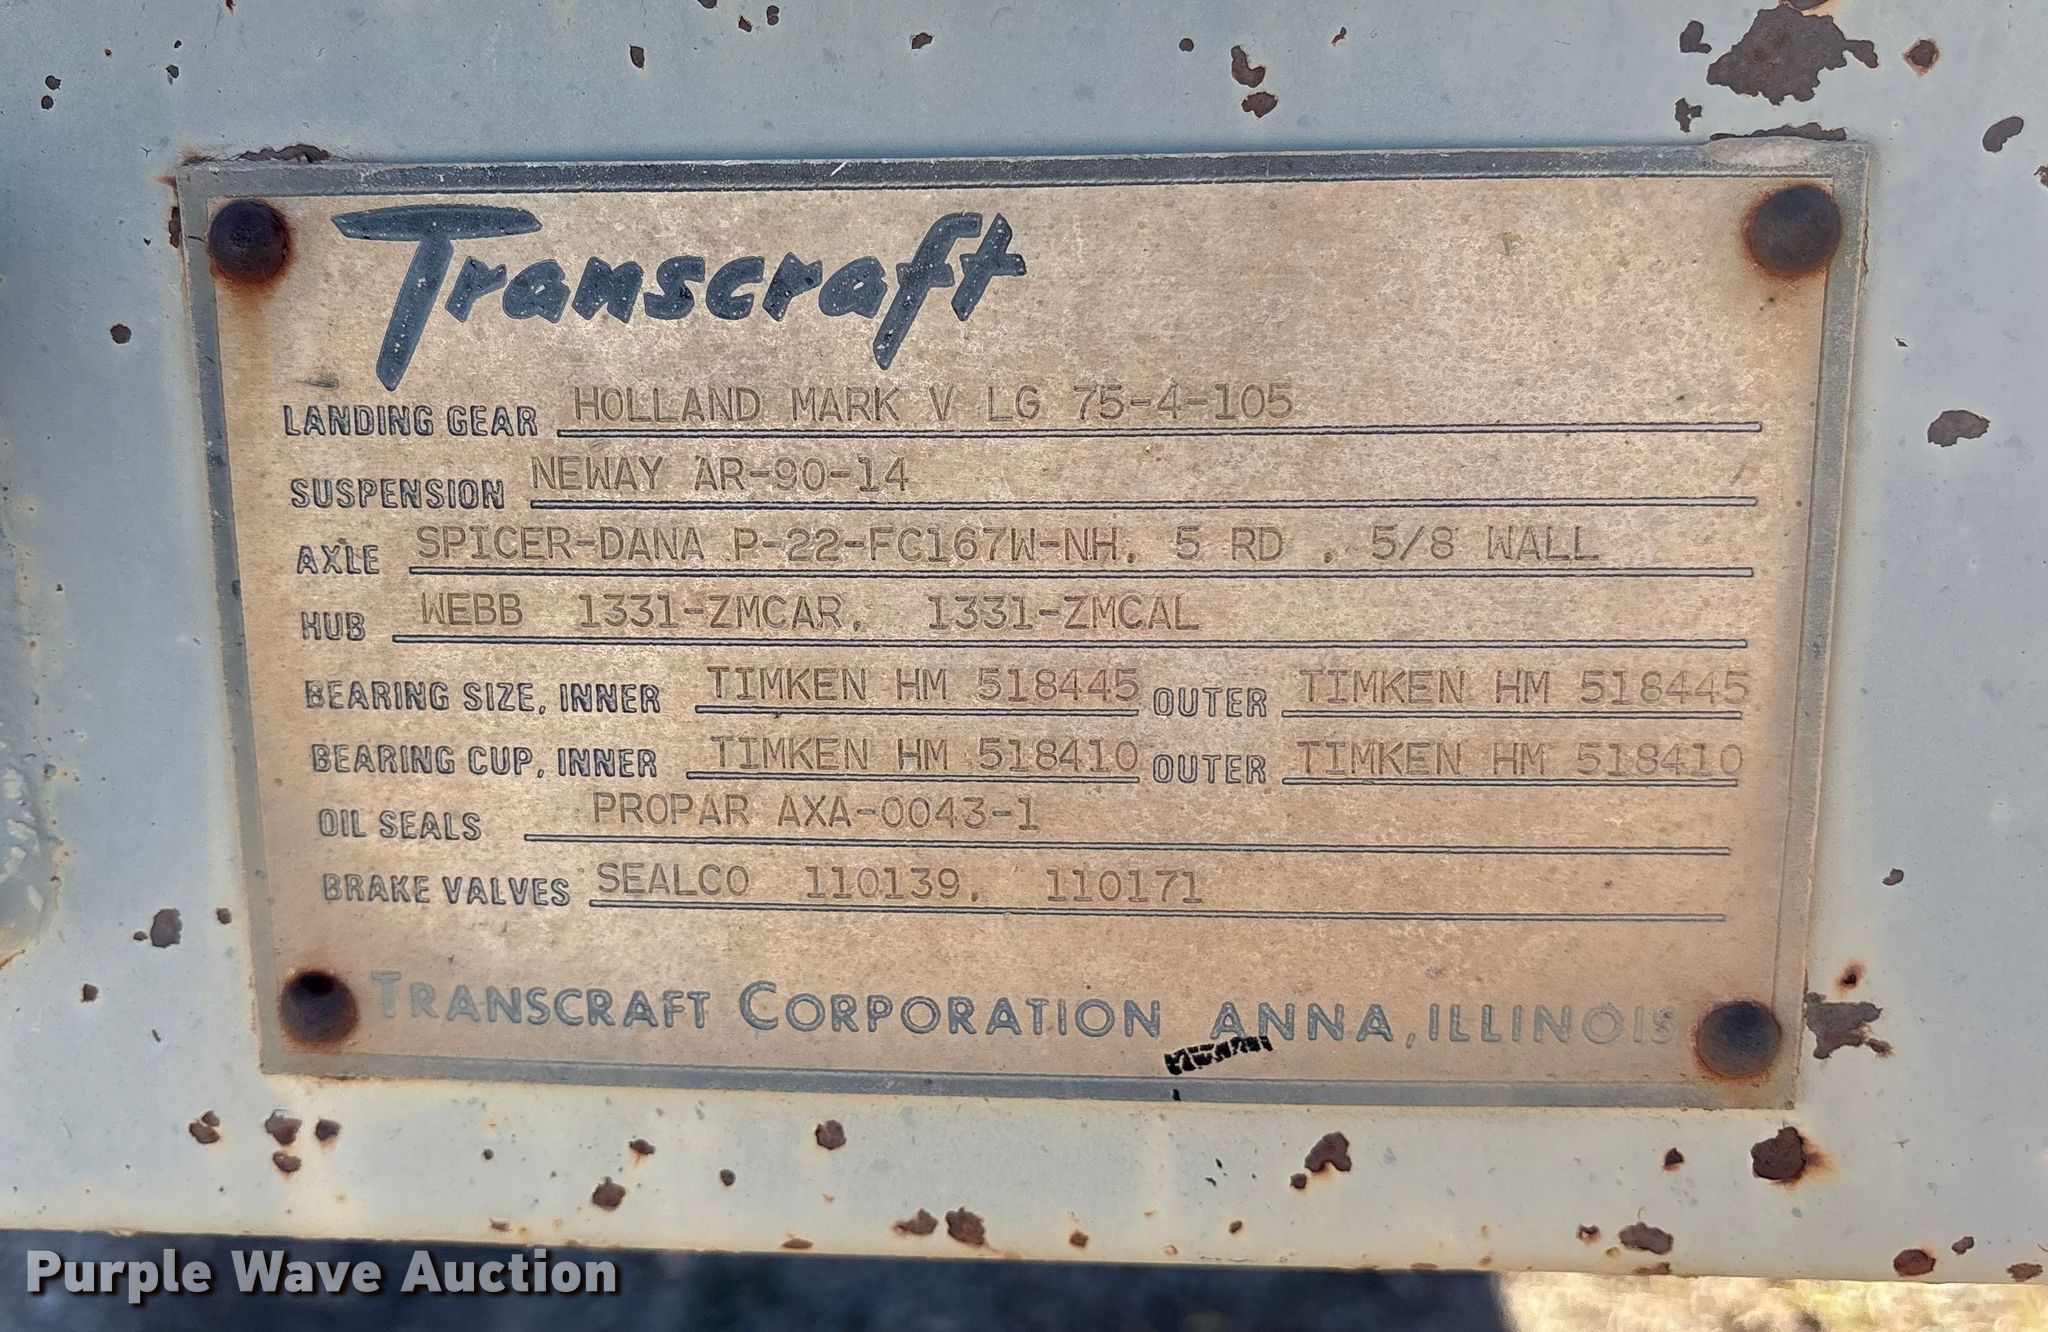 Transcraft
LANDING GEAR HOLLAND MARK V LG 75-4-105
SUSPENSION NEWAY AR-90-14
AXLE SPICER-DANA P-22-FC167W-NH, 5 RD , 5/8 WALL
HUB WEBB 1331-ZMCAR, 1331-ZMCAL
BEARING SIZE, INNER TIMKEN HM 518445 OUTER TIMKEN HM 518445
BEARING CUP, INNER TIMKEN HM 518410 OUTER TIMKEN HM 518410
OIL SEALS PROPAR AXA-0043-1
BRAKE VALVES SEALCO 110139, 110171
TRANSCRAFT CORPORATION ANNA, ILLINOIS
Purple Wave Auction